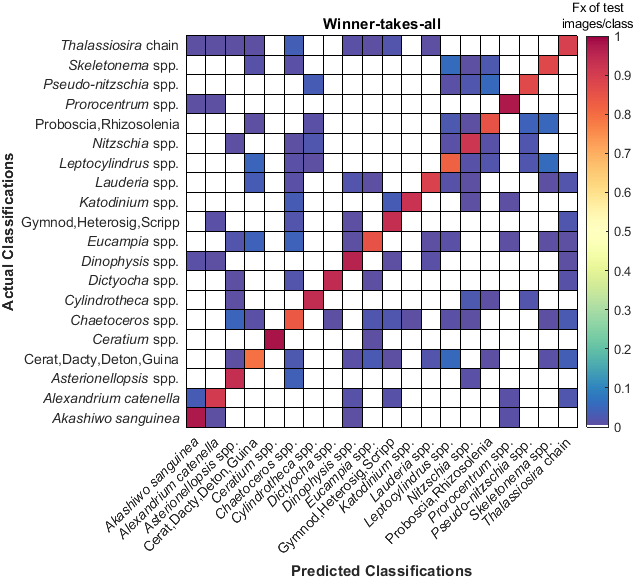 Winner-takes-all
Fx of test
images/class
Actual Classifications
Thalassiosira chain
Skeletonema spp.
Pseudo-nitzschia spp.
Prorocentrum spp.
Proboscia,Rhizosolenia
Nitzschia spp.
Leptocylindrus spp.
Lauderia spp.
Katodinium spp.
Gymnod,Heterosig,Scripp
Eucampia spp.
Dinophysis spp.
Dictyocha spp.
Cylindrotheca spp.
Chaetoceros spp.
Ceratium spp.
Cerat,Dacty,Deton,Guina
Asterionellopsis spp.
Alexandrium catenella
Akashiwo sanguinea
1
0.9
0.8
0.7
0.6
0.5
0.4
0.3
0.2
0.1
0
Akashiwo sanguinea
Alexandrium catenella
Asterionellopsis spp.
Cerat,Dacty,Deton,Guina
Ceratium spp.
Chaetoceros spp.
Cylindrotheca spp.
Dictyocha spp.
Dinophysis spp.
Eucampia spp.
Gymnod,Heterosig,Scripp
Katodinium spp.
Lauderia spp.
Leptocylindrus spp.
Nitzschia spp.
Proboscia,Rhizosolenia
Prorocentrum spp.
Pseudo-nitzschia spp.
Skeletonema spp.
Thalassiosira chain
Predicted Classifications